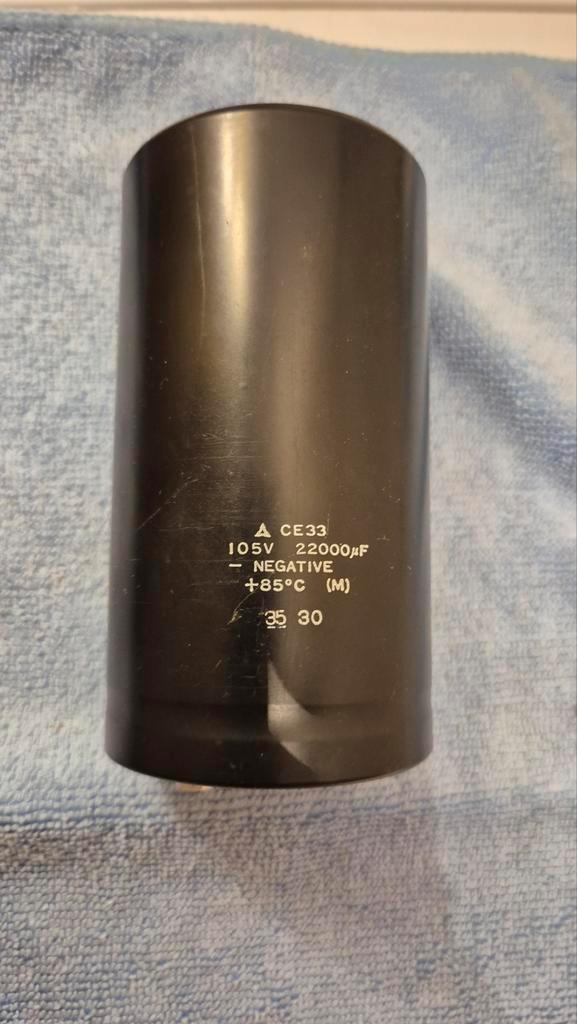 CE33
105V 22000µF
− NEGATIVE
+85°C (M)
35 30